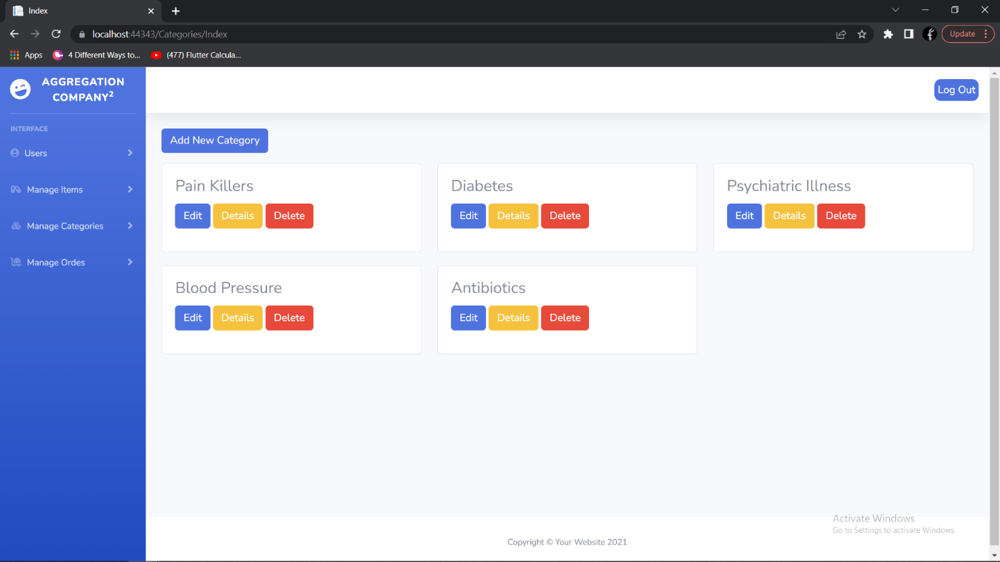 Index
localhost:44343/Categories/Index
Update
Apps
4 Different Ways to...
(477) Flutter Calcula...
AGGREGATION
COMPANY²
Log Out
INTERFACE
Users
Manage Items
Manage Categories
Manage Ordes
Add New Category
Pain Killers
Edit Details Delete
Diabetes
Edit Details Delete
Psychiatric Illness
Edit Details Delete
Blood Pressure
Edit Details Delete
Antibiotics
Edit Details Delete
Activate Windows
Go to Settings to activate Windows.
Copyright © Your Website 2021